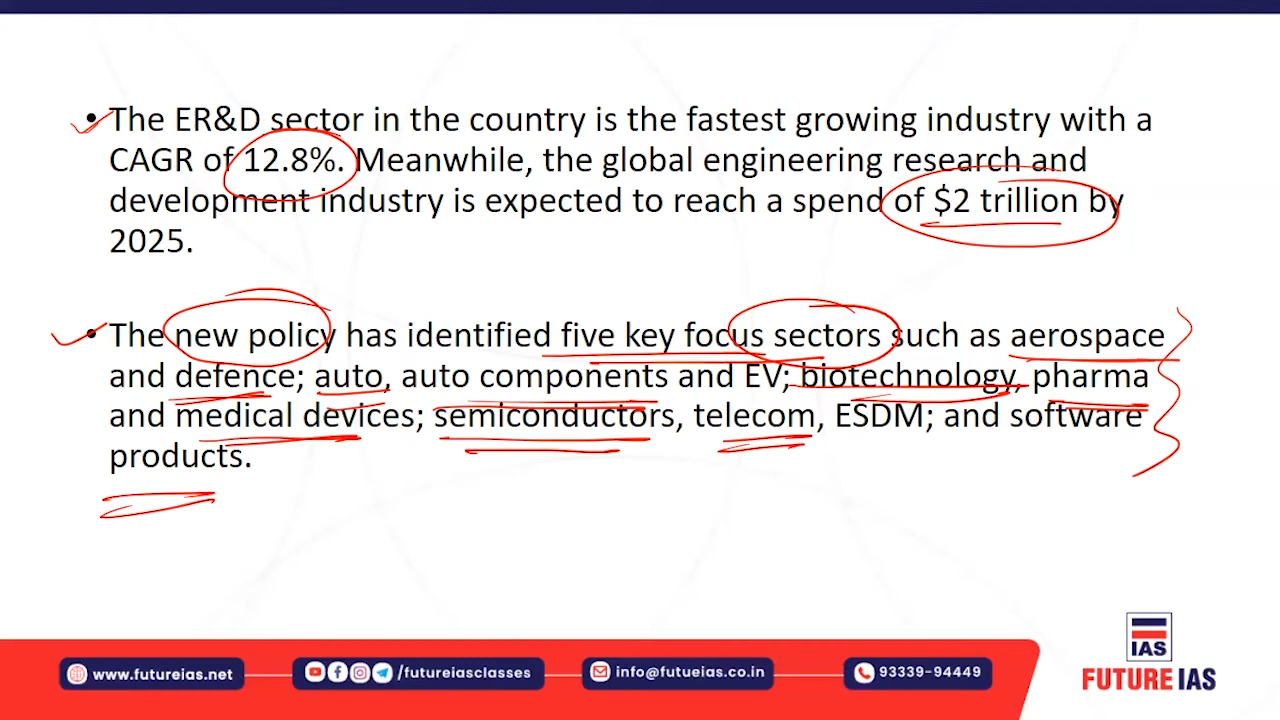 • The ER&D sector in the country is the fastest growing industry with a
CAGR of 12.8%. Meanwhile, the global engineering research and
development industry is expected to reach a spend of $2 trillion by
2025.
• The new policy has identified five key focus sectors such as aerospace
and defence; auto, auto components and EV; biotechnology, pharma
and medical devices; semiconductors, telecom, ESDM; and software
products.
www.futureias.net
/futureiasclasses
info@futueias.co.in
93339-94449
IAS
FUTURE IAS